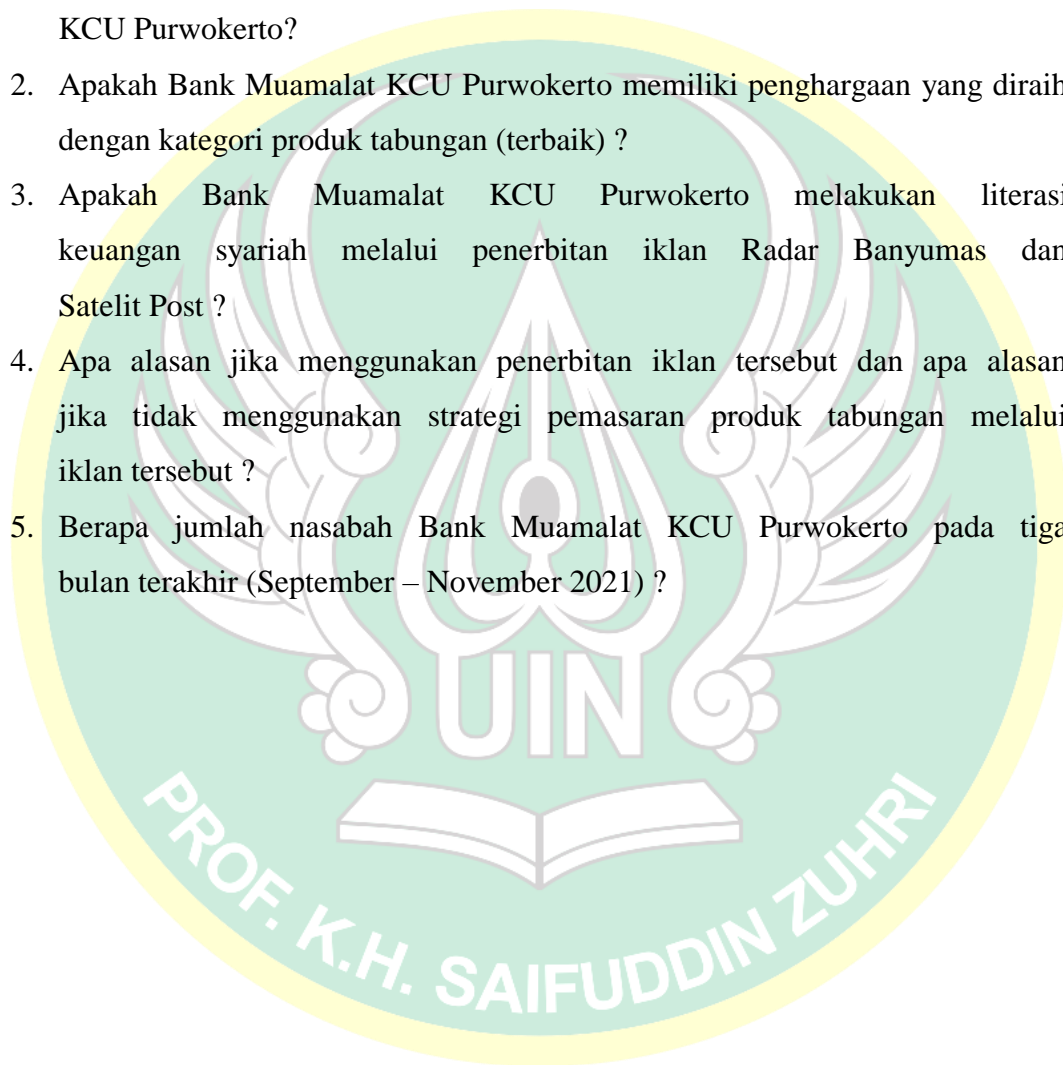 KCU Purwokerto?
2. Apakah Bank Muamalat KCU Purwokerto memiliki penghargaan yang diraih
dengan kategori produk tabungan (terbaik) ?
3. Apakah Bank Muamalat KCU Purwokerto melakukan literasi
keuangan syariah melalui penerbitan iklan Radar Banyumas dan
Satelit Post ?
4. Apa alasan jika menggunakan penerbitan iklan tersebut dan apa alasan
jika tidak menggunakan strategi pemasaran produk tabungan melalui
iklan tersebut ?
5. Berapa jumlah nasabah Bank Muamalat KCU Purwokerto pada tiga
bulan terakhir (September – November 2021) ?
UIN
PROF. K.H. SAIFUDDIN ZUHRI